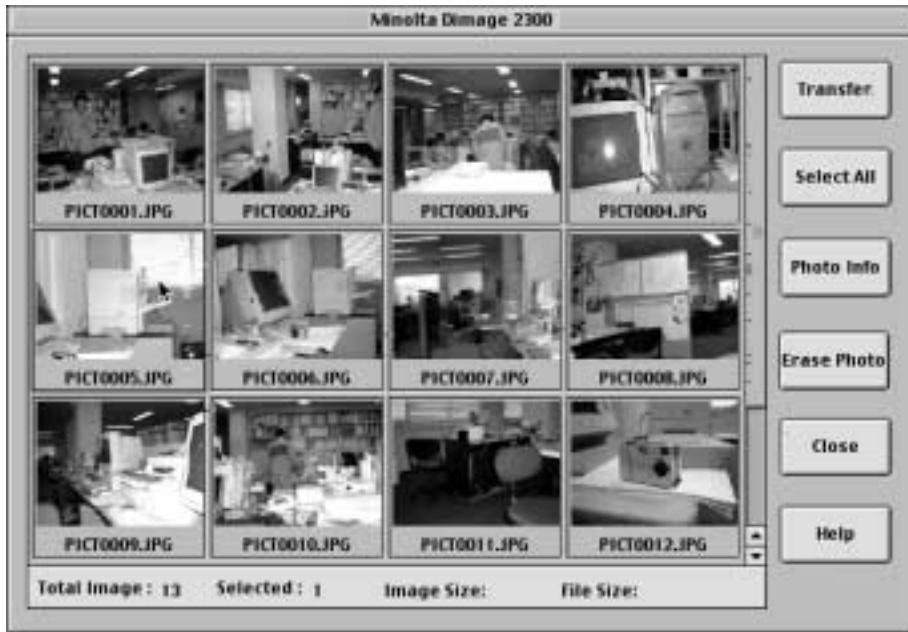 Minolta Dimage 2300
PICT0001.JPG PICT0002.JPG PICT0003.JPG PICT0004.JPG
PICT0005.JPG PICT0006.JPG PICT0007.JPG PICT0008.JPG
PICT0009.JPG PICT0010.JPG PICT0011.JPG PICT0012.JPG
Total Image : 13 Selected : 1 Image Size: File Size:
Transfer
Select All
Photo Info
Erase Photo
Close
Help